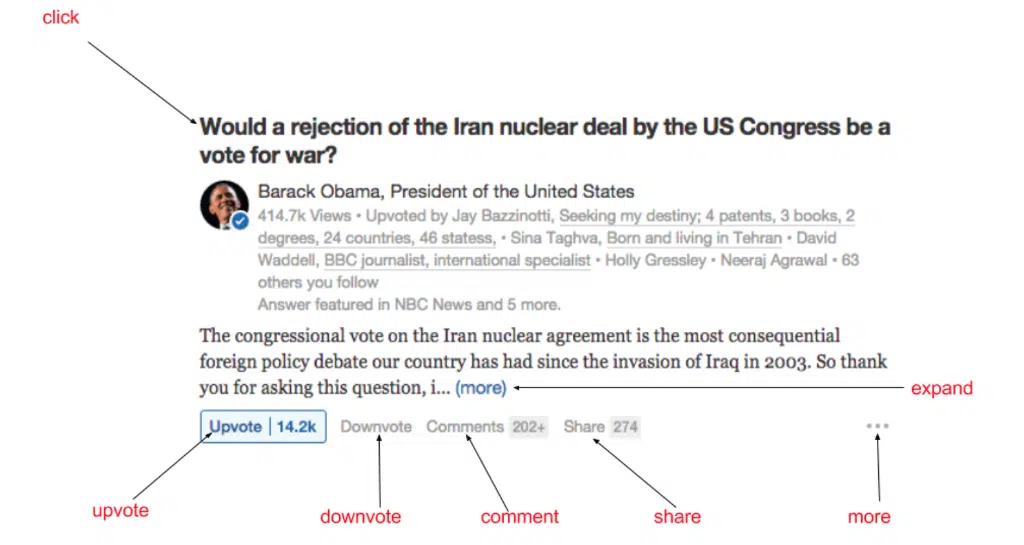 click
Would a rejection of the Iran nuclear deal by the US Congress be a
vote for war?
Barack Obama, President of the United States
414.7k Views • Upvoted by Jay Bazzinotti, Seeking my destiny; 4 patents, 3 books, 2
degrees, 24 countries, 46 statess, • Sina Taghva, Born and living in Tehran • David
Waddell, BBC journalist, international specialist • Holly Gressley • Neeraj Agrawal • 63
others you follow
Answer featured in NBC News and 5 more.
The congressional vote on the Iran nuclear agreement is the most consequential
foreign policy debate our country has had since the invasion of Iraq in 2003. So thank
you for asking this question, i... (more)
expand
Upvote | 14.2k Downvote Comments 202+ Share 274 •••
upvote downvote comment share more